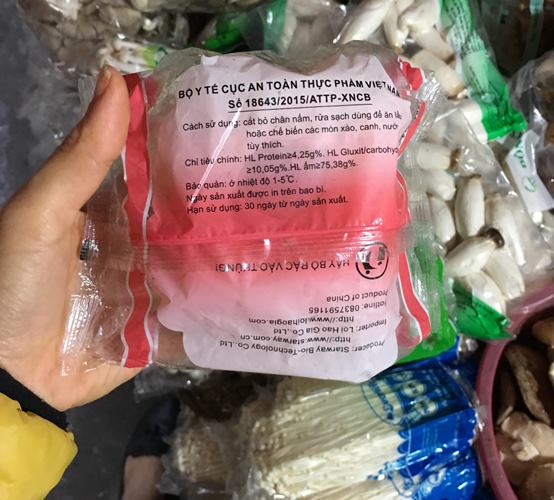 BỘ Y TẾ CỤC AN TOÀN THỰC PHẨM VIỆT NAM
Số 18643/2015/ATTP-XNCB
Cách sử dụng: cắt bỏ chân nấm, rửa sạch dùng để ăn lẩu
hoặc chế biến các món xào, canh, nướ
tùy thích.
Chỉ tiêu chính: HL Protein≥4,25g%. HL Gluxit/carbohy
≥10,05g%.HL ẩm≥75,38g%.
Bảo quản: ở nhiệt độ 1-5℃.
Ngày sản xuất được in trên bao bì.
Hạn sử dụng: 30 ngày từ ngày sản xuất.
HÃY BỎ RÁC VÀO THÙNG!
Producer: Starway Bio-Technology Co.,Ltd
http://www.starway.com.cn
Importer: Loi Hao Gia Co.,Ltd
http://www.loihaogia.com
Hotline: 0837591165
Product of China